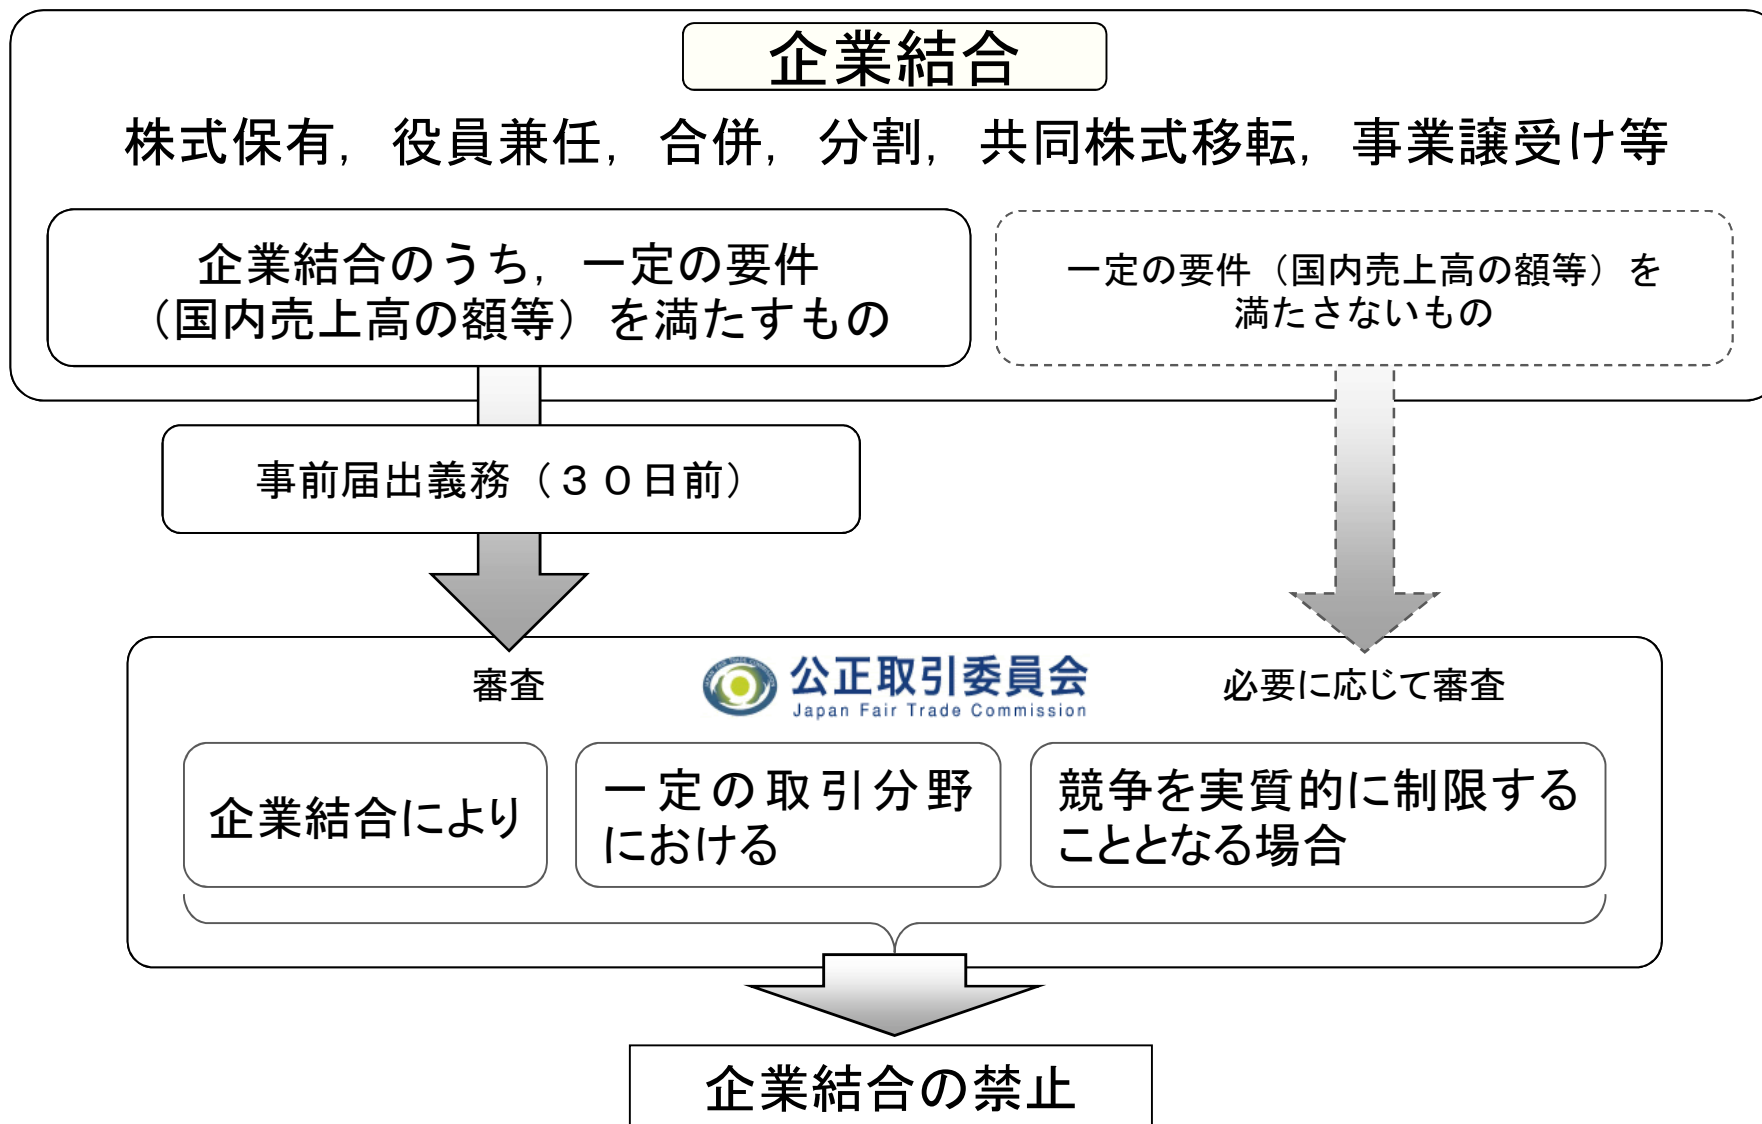 企業結合
株式保有，役員兼任，合併，分割，共同株式移転，事業譲受け等
企業結合のうち，一定の要件
（国内売上高の額等）を満たすもの
一定の要件（国内売上高の額等）を
満たさないもの
事前届出義務（３０日前）
審査
公正取引委員会
Japan Fair Trade Commission
必要に応じて審査
企業結合により
一定の取引分野
における
競争を実質的に制限する
こととなる場合
企業結合の禁止